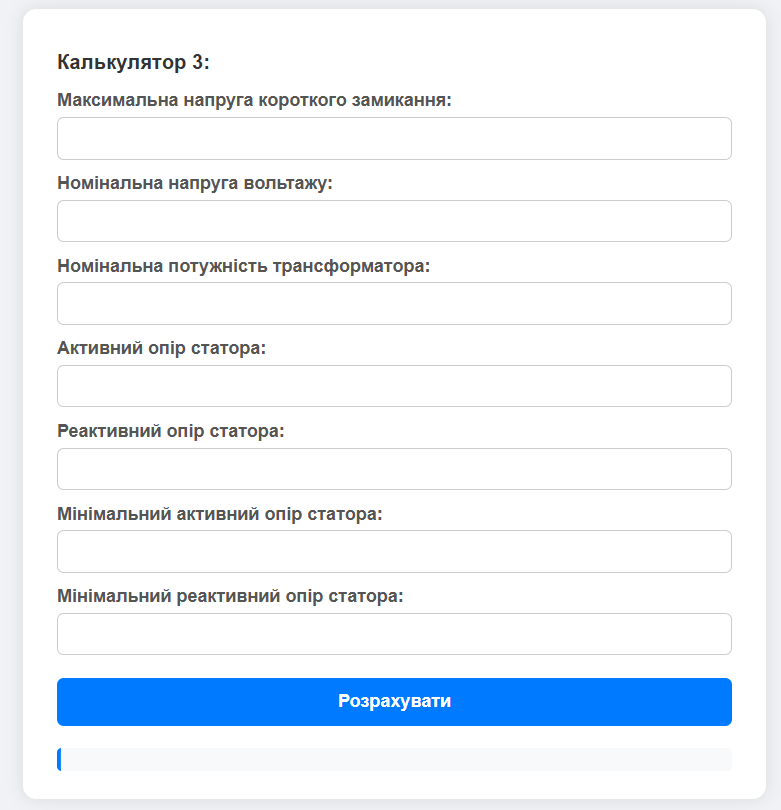 Калькулятор 3:
Максимальна напруга короткого замикання:
Номінальна напруга вольтажу:
Номінальна потужність трансформатора:
Активний опір статора:
Реактивний опір статора:
Мінімальний активний опір статора:
Мінімальний реактивний опір статора:
Розрахувати